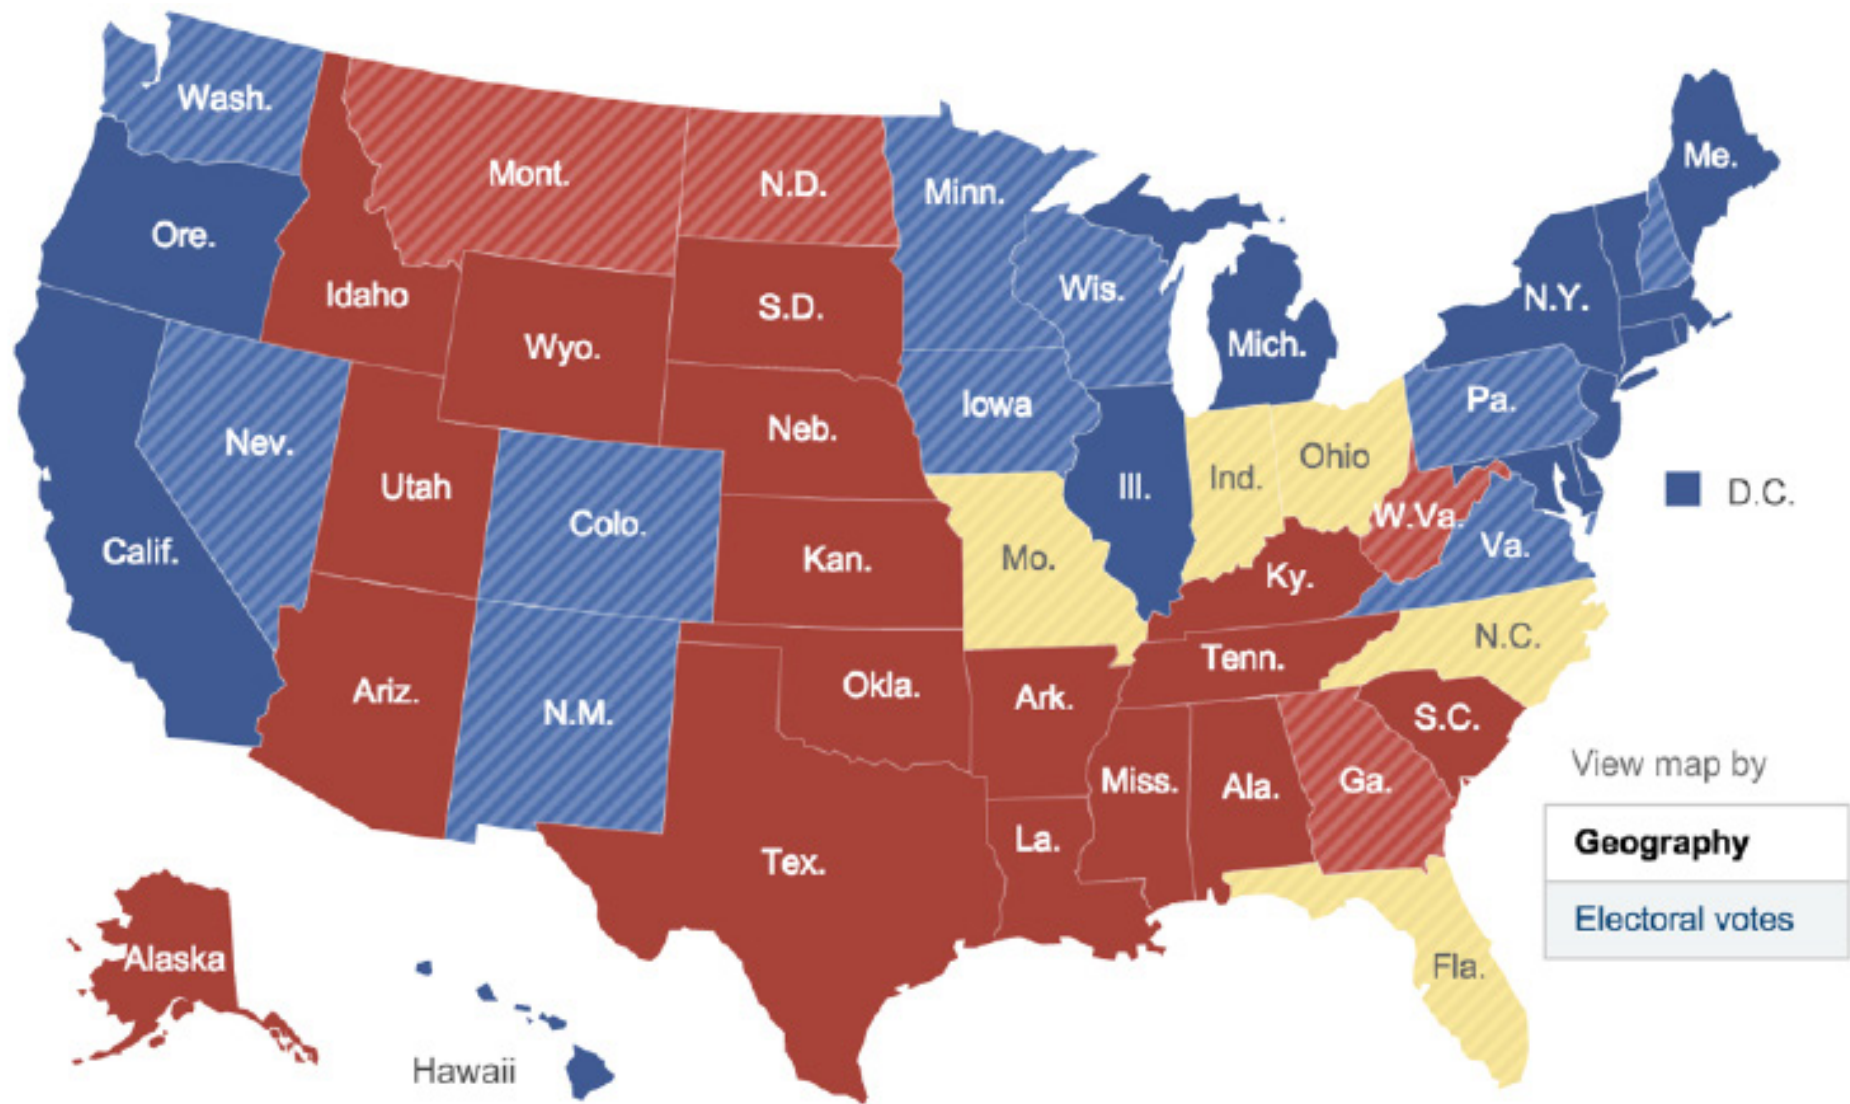 Wash.
Mont.
N.D.
Minn.
Me.
Ore.
Idaho
Wyo.
S.D.
Wis.
Mich.
N.Y.
Nev.
Utah
Colo.
Neb.
Iowa
Ill.
Ind.
Ohio
Pa.
Calif.
Kan.
Mo.
Ky.
W.Va.
Va.
D.C.
Ariz.
N.M.
Okla.
Ark.
Tenn.
N.C.
S.C.
Tex.
La.
Miss.
Ala.
Ga.
Fla.
Alaska
Hawaii
View map by
Geography
Electoral votes